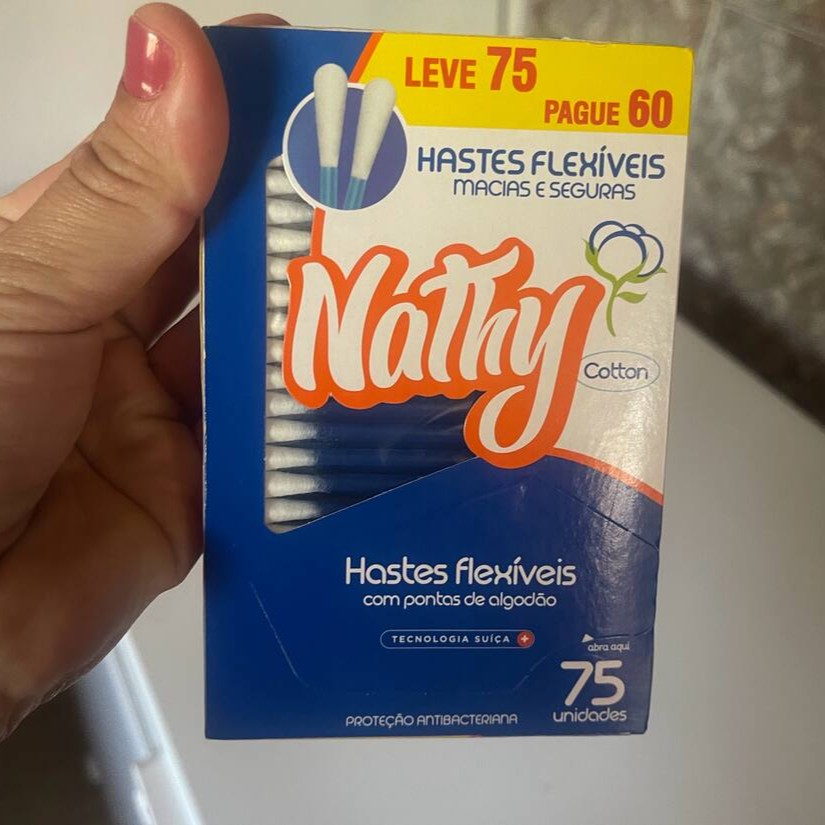 LEVE 75
PAGUE 60
HASTES FLEXÍVEIS
MACIAS E SEGURAS
Nathy
Cotton
Hastes flexíveis
com pontas de algodão
TECNOLOGIA SUÍÇA
abra aqui
75
unidades
PROTEÇÃO ANTIBACTERIANA